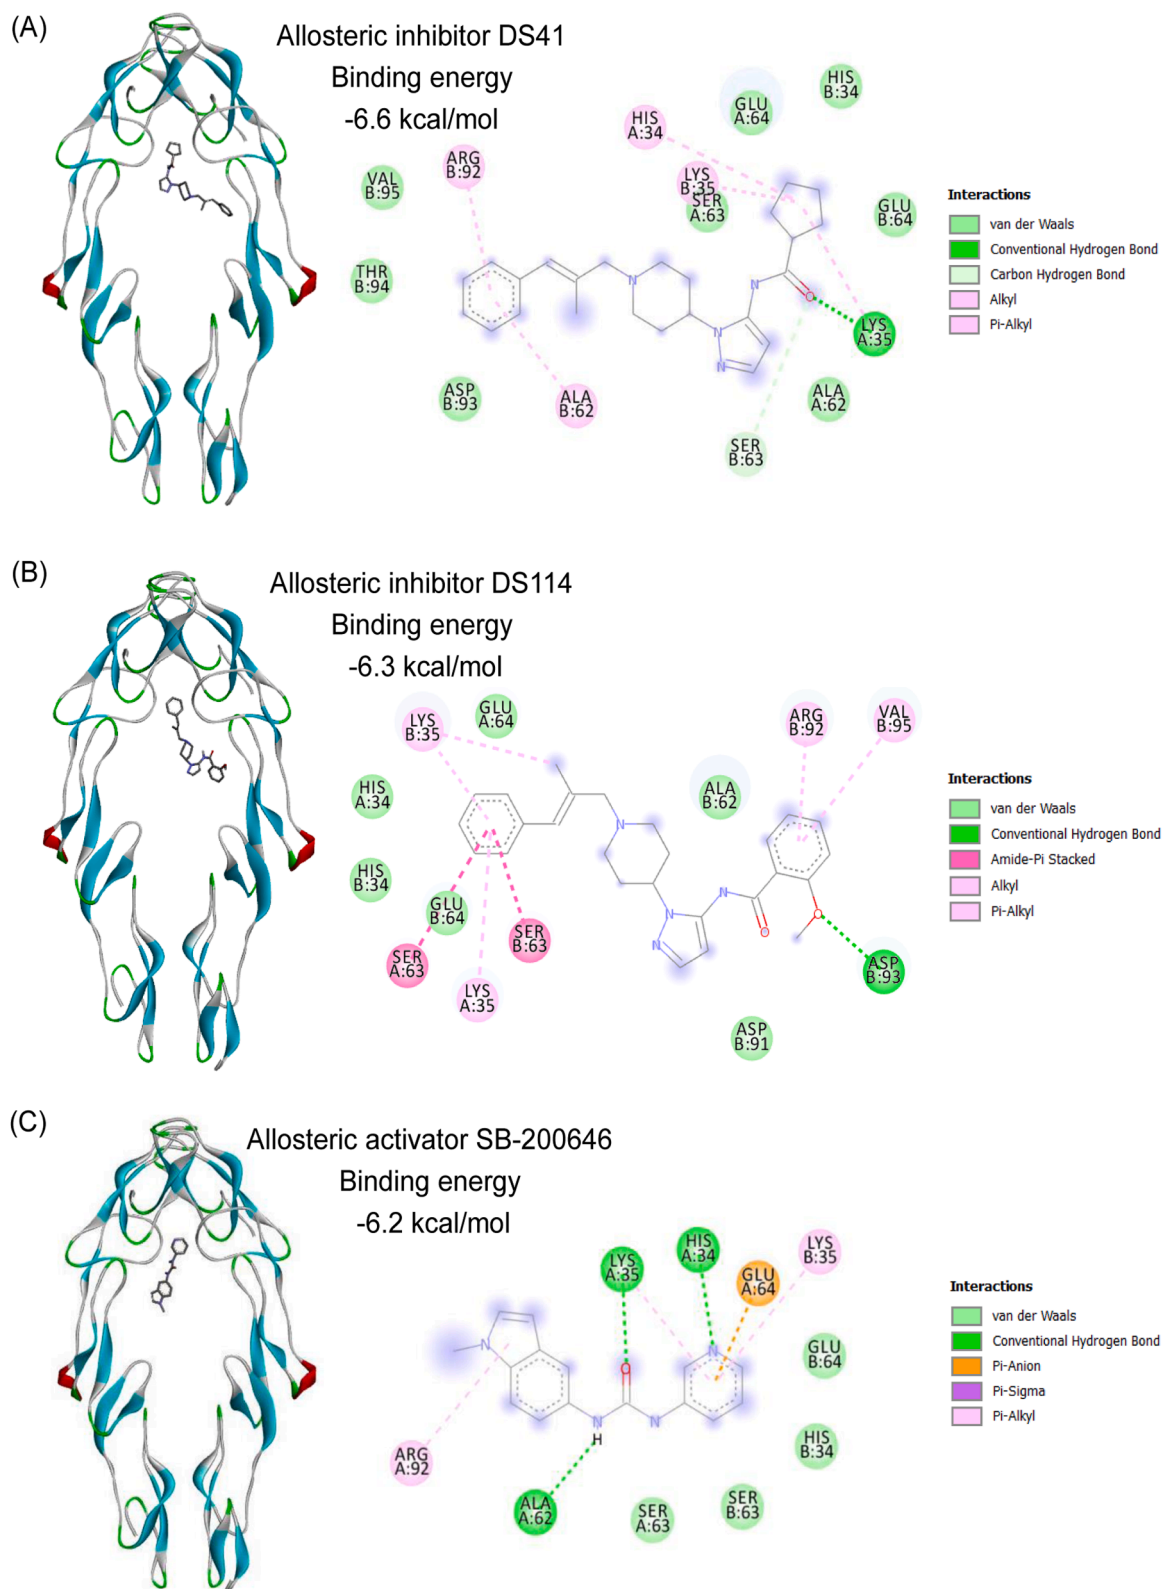 (A)
Allosteric inhibitor DS41
Binding energy
-6.6 kcal/mol
HIS
B:34
GLU
A:64
HIS
A:34
ARG
B:92
VAL
B:95
LYS
B:35
SER
A:63
GLU
B:64
THR
B:94
N
N
O
N
N
LYS
A:35
ASP
B:93
ALA
B:62
ALA
A:62
SER
B:63
Interactions
van der Waals
Conventional Hydrogen Bond
Carbon Hydrogen Bond
Alkyl
Pi-Alkyl
(B)
Allosteric inhibitor DS114
Binding energy
-6.3 kcal/mol
LYS
B:35
GLU
A:64
ARG
B:92
VAL
B:95
HIS
A:34
ALA
B:62
HIS
B:34
GLU
B:64
SER
A:63
SER
B:63
LYS
A:35
N
N
N
N
O
O
ASP
B:93
ASP
B:91
Interactions
van der Waals
Conventional Hydrogen Bond
Amide-Pi Stacked
Alkyl
Pi-Alkyl
(C)
Allosteric activator SB-200646
Binding energy
-6.2 kcal/mol
LYS
A:35
HIS
A:34
GLU
A:64
LYS
B:35
GLU
B:64
HIS
B:34
N
O
N
N
H
N
ARG
A:92
ALA
A:62
SER
A:63
SER
B:63
Interactions
van der Waals
Conventional Hydrogen Bond
Pi-Anion
Pi-Sigma
Pi-Alkyl